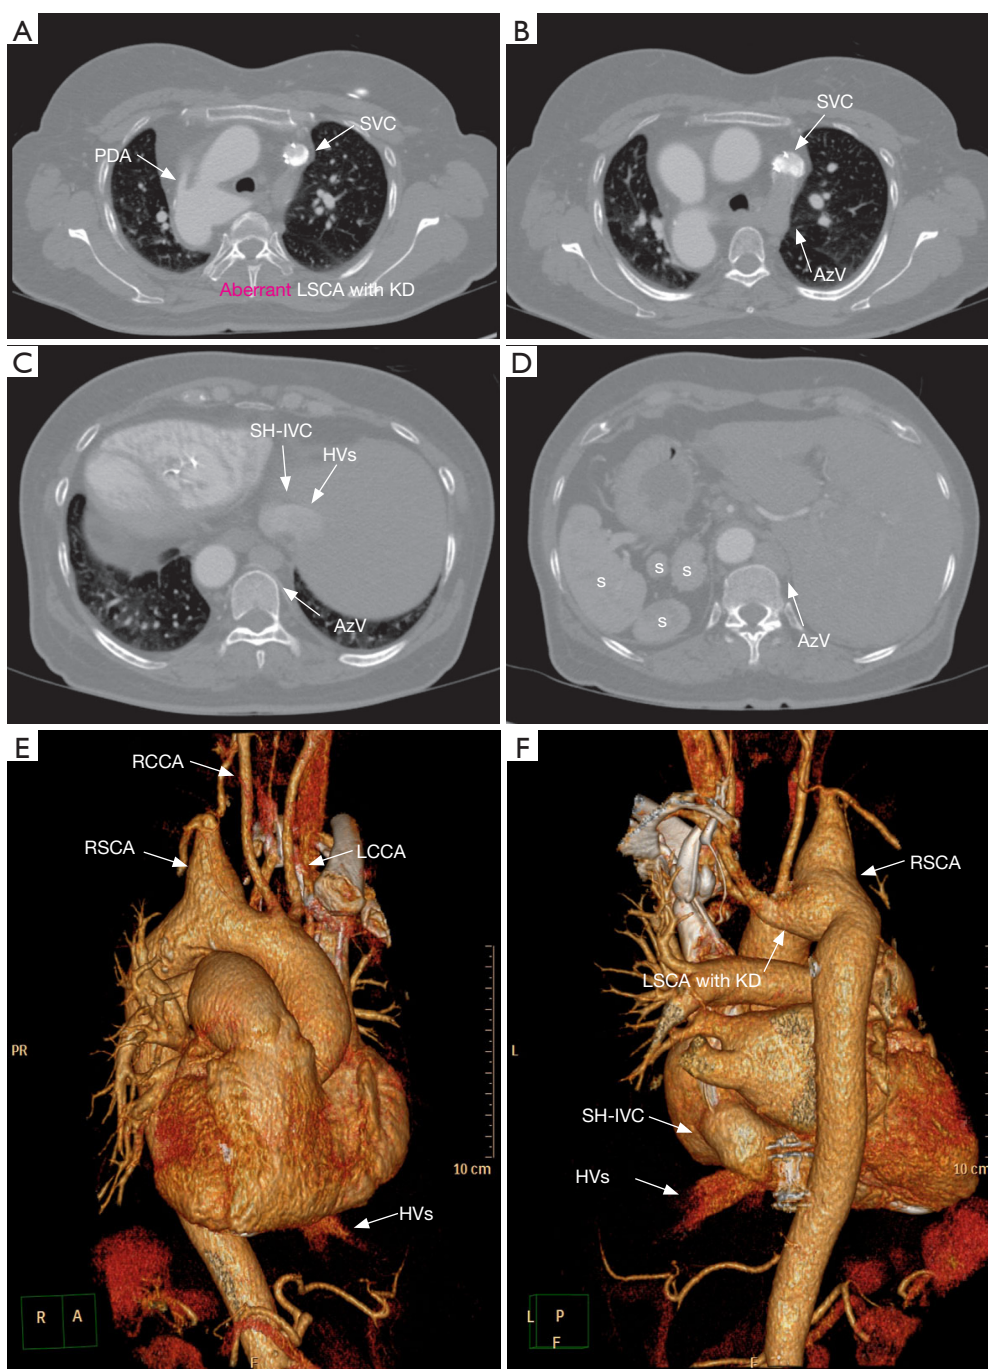 A
SVC
PDA
Aberrant LSCA with KD
B
SVC
AzV
C
SH-IVC
HVs
AzV
D
s
s
s
s
AzV
E
RCCA
RSCA
LCCA
PR
10 cm
HVs
R
A
F
F
RSCA
LSCA with KD
L
SH-IVC
10 cm
HVs
L
P
F
F